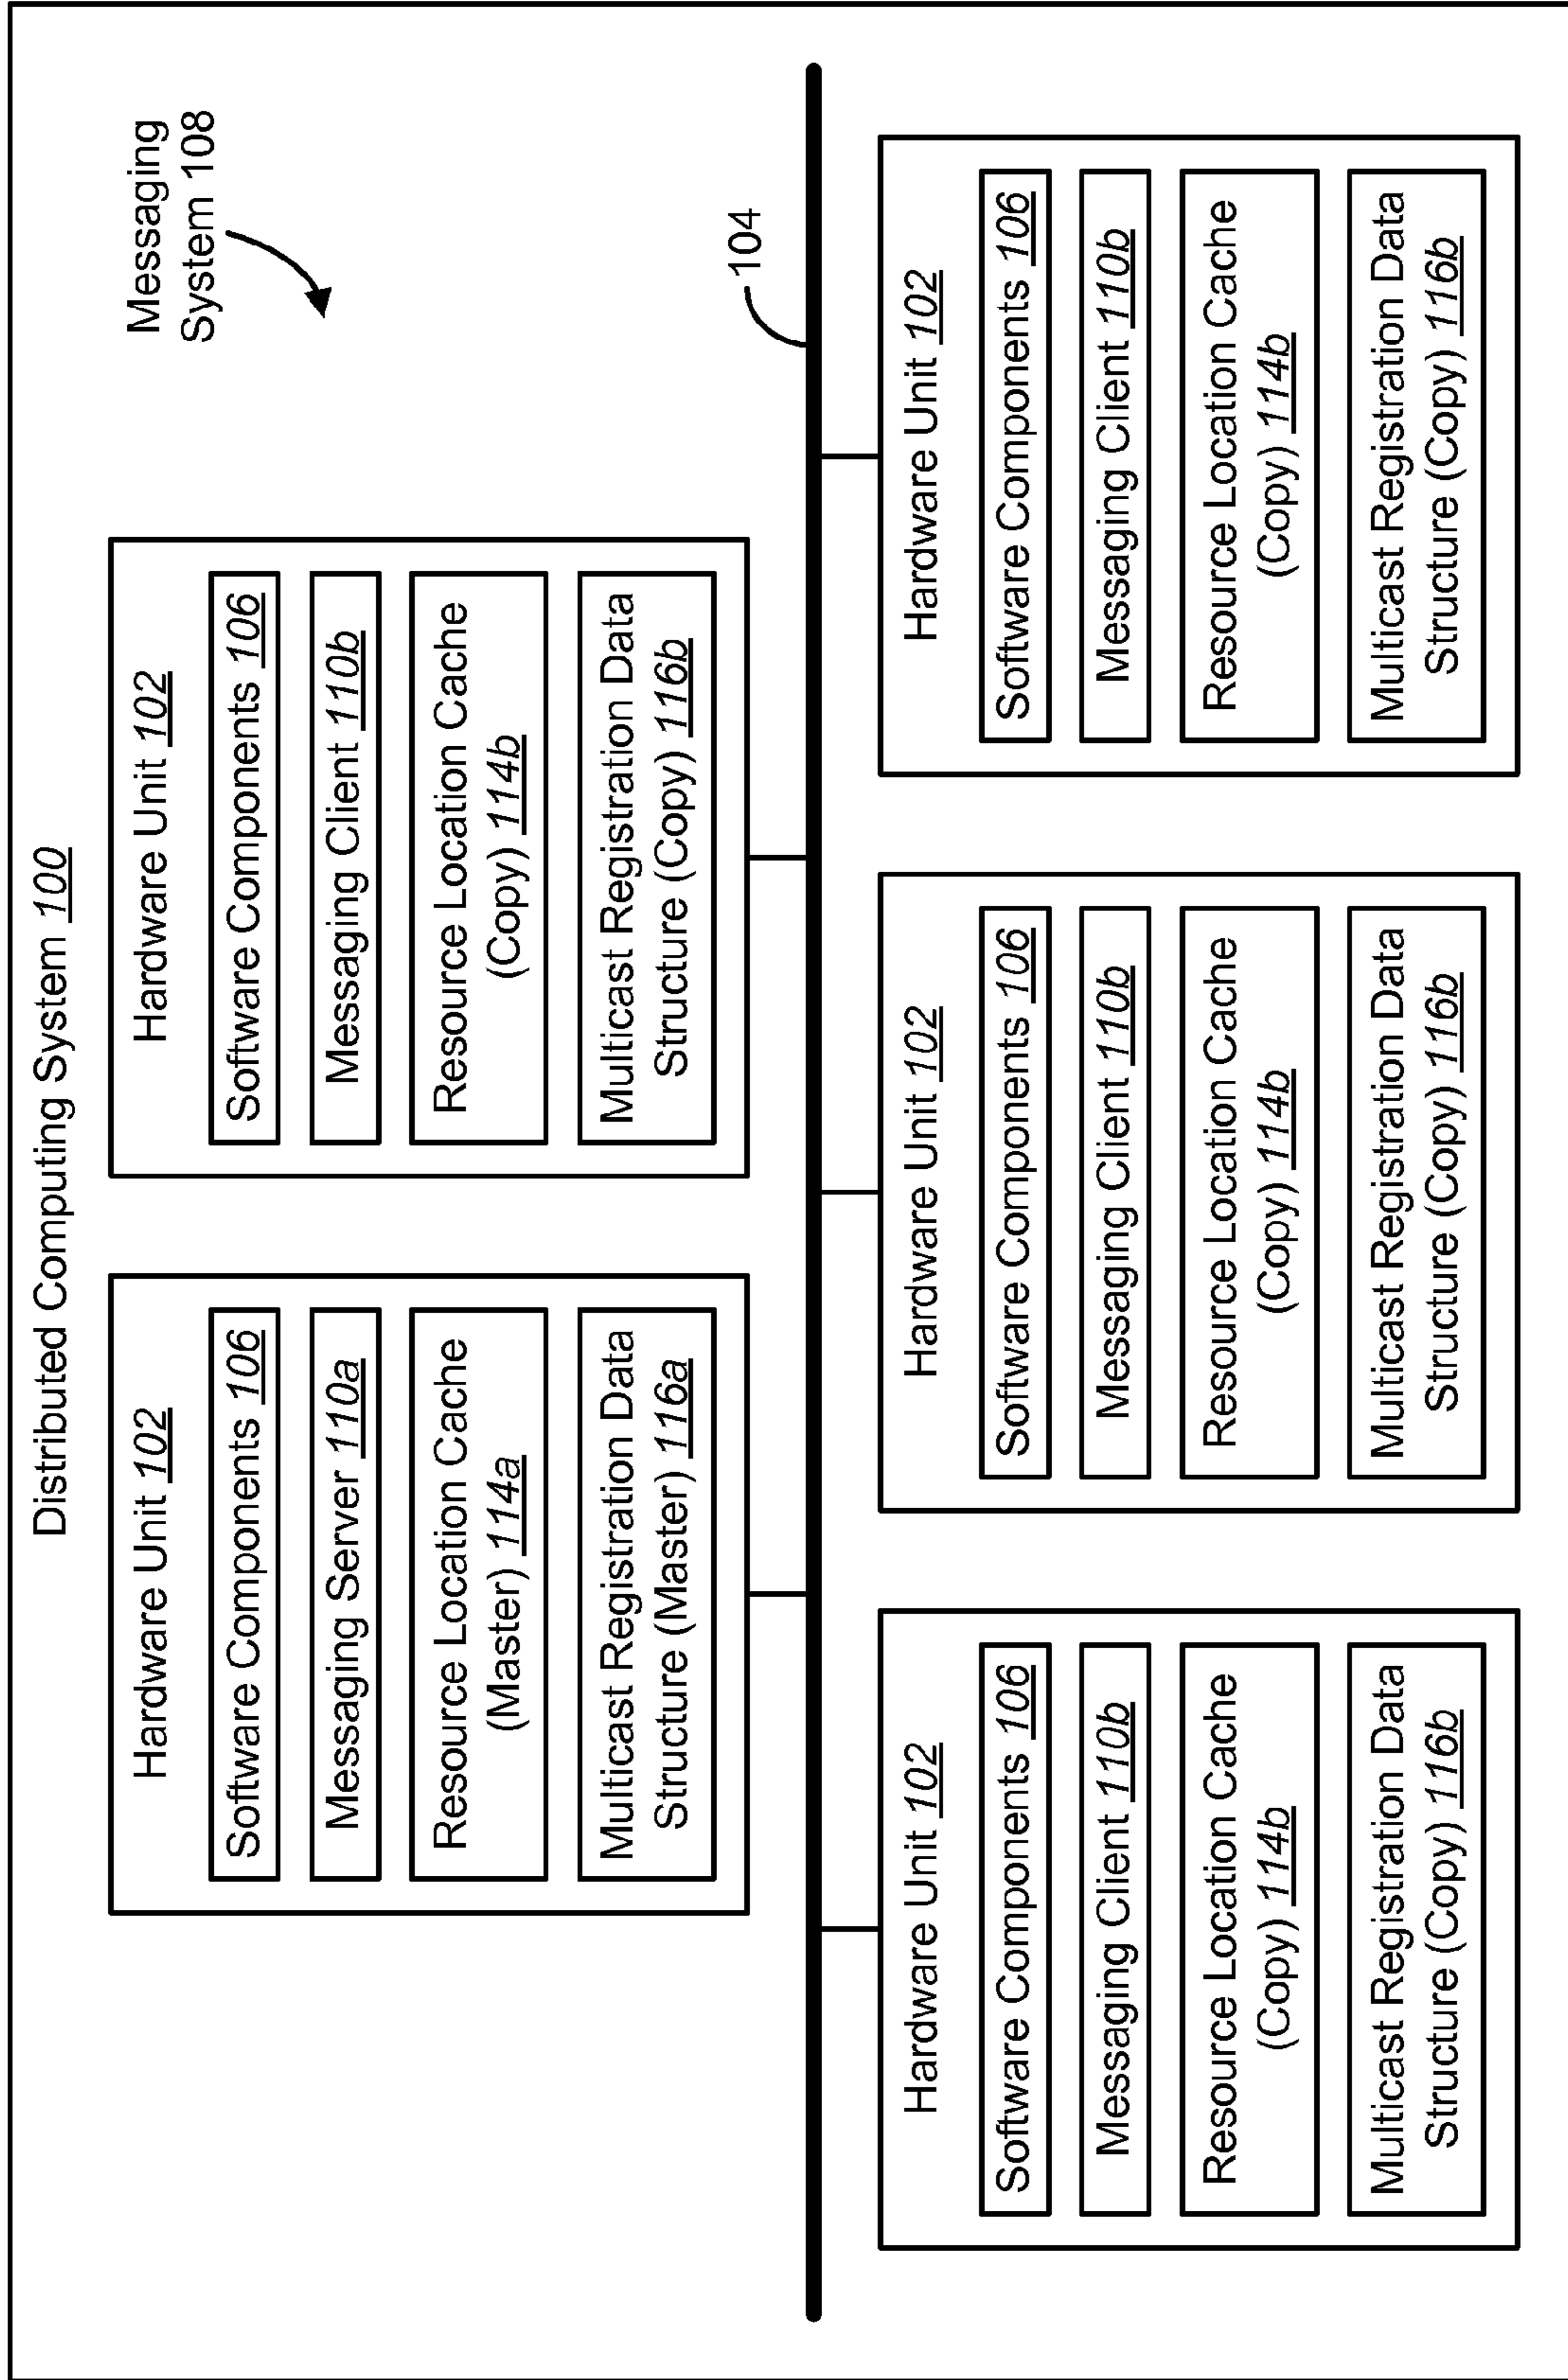 Distributed Computing System 100
Messaging
System 108
Hardware Unit 102
Software Components 106
Messaging Server 110a
Resource Location Cache
(Master) 114a
Multicast Registration Data
Structure (Master) 116a
Hardware Unit 102
Software Components 106
Messaging Client 110b
Resource Location Cache
(Copy) 114b
Multicast Registration Data
Structure (Copy) 116b
104
Hardware Unit 102
Software Components 106
Messaging Client 110b
Resource Location Cache
(Copy) 114b
Multicast Registration Data
Structure (Copy) 116b
Hardware Unit 102
Software Components 106
Messaging Client 110b
Resource Location Cache
(Copy) 114b
Multicast Registration Data
Structure (Copy) 116b
Hardware Unit 102
Software Components 106
Messaging Client 110b
Resource Location Cache
(Copy) 114b
Multicast Registration Data
Structure (Copy) 116b